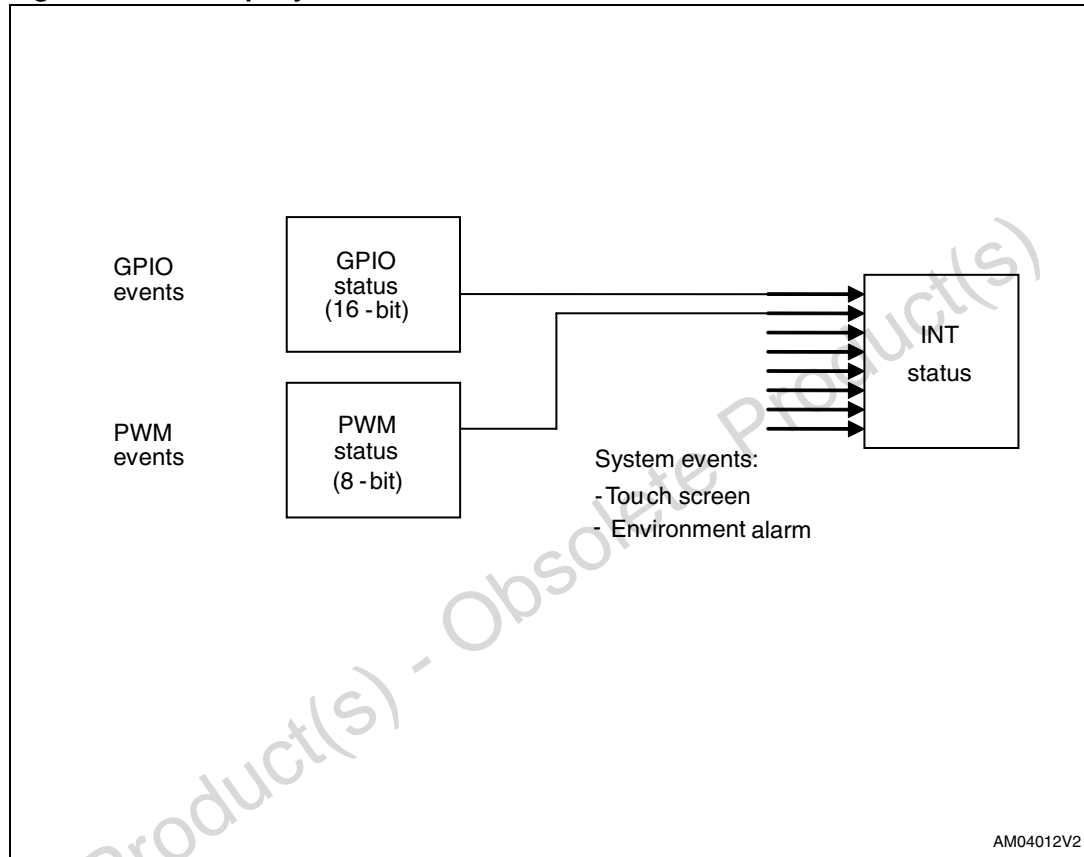 GPIO
events
GPIO
status
(16 - bit)
PWM
events
PWM
status
(8 - bit)
INT
status
System events:
- Touch screen
- Environment alarm
Product(s) - Obsolete Product(s)
AM04012V2